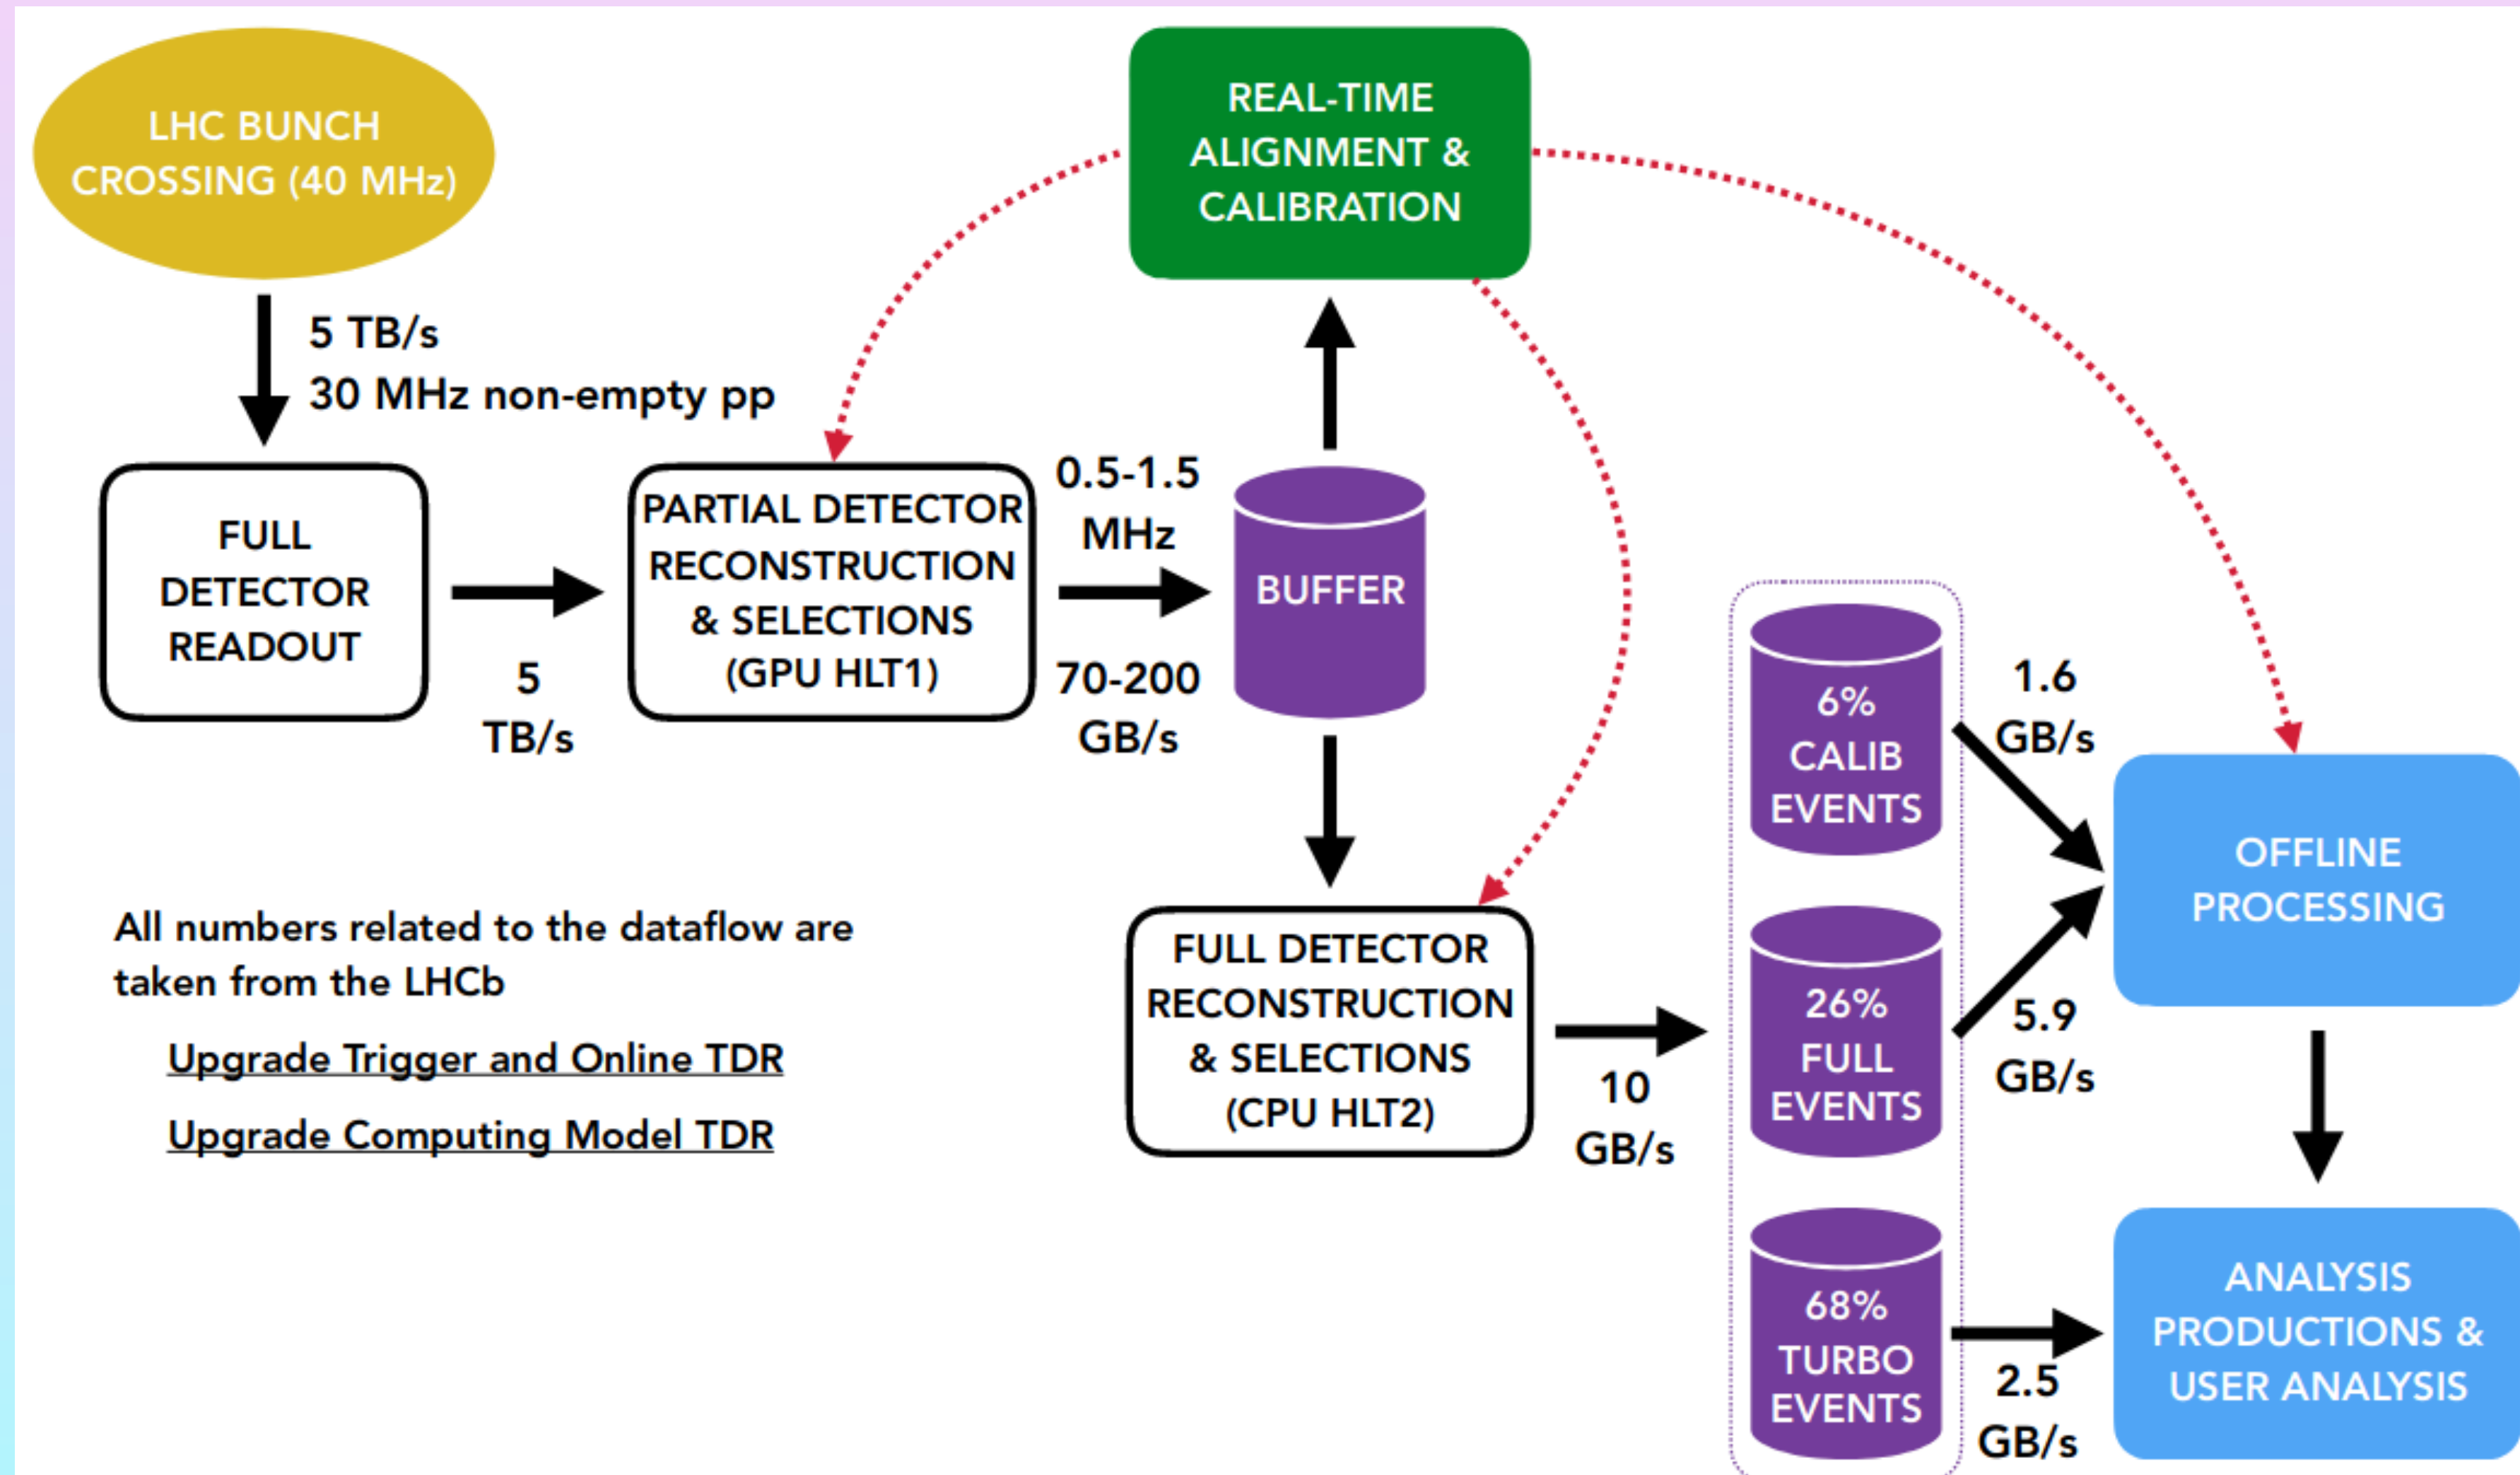 LHC BUNCH
CROSSING (40 MHz)
5 TB/s
30 MHz non-empty pp
FULL
DETECTOR
READOUT
5
TB/s
PARTIAL DETECTOR
RECONSTRUCTION
& SELECTIONS
(GPU HLT1)
0.5-1.5
MHz
70-200
GB/s
BUFFER
REAL-TIME
ALIGNMENT &
CALIBRATION
FULL DETECTOR
RECONSTRUCTION
& SELECTIONS
(CPU HLT2)
10
GB/s
6%
CALIB
EVENTS
1.6
GB/s
26%
FULL
EVENTS
5.9
GB/s
68%
TURBO
EVENTS
2.5
GB/s
OFFLINE
PROCESSING
ANALYSIS
PRODUCTIONS &
USER ANALYSIS
All numbers related to the dataflow are
taken from the LHCb
Upgrade Trigger and Online TDR
Upgrade Computing Model TDR